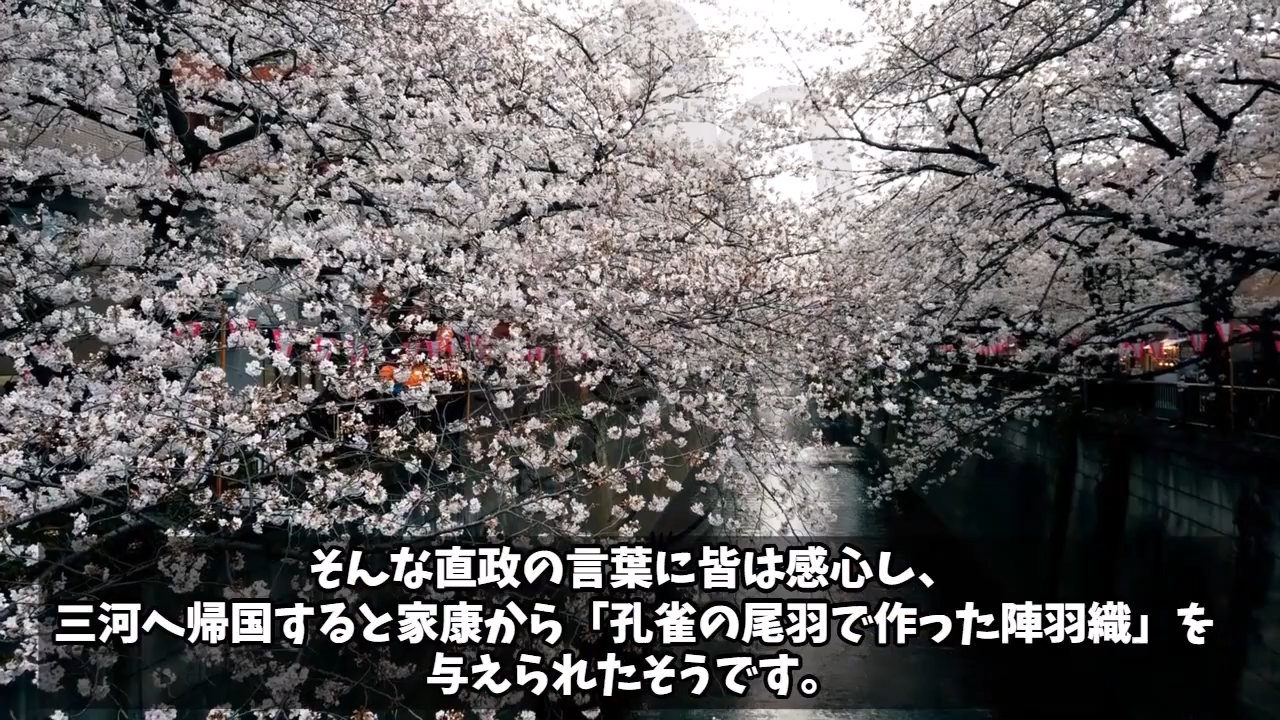 そんな直政の言葉に皆は感心し、
三河へ帰国すると家康から「孔雀の尾羽で作った陣羽織」を
与えられたそうです。